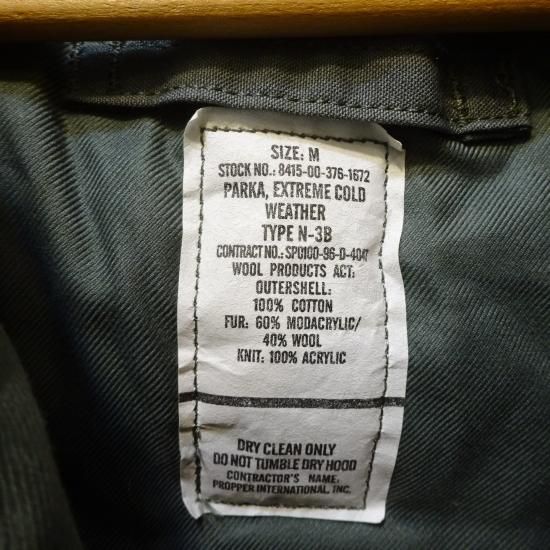 SIZE: M
STOCK NO.: 8415-00-376-1672
PARKA, EXTREME COLD
WEATHER
TYPE N-3B
CONTRACT NO.: SP0100-96-D-4047
WOOL PRODUCTS ACT:
OUTERSHELL:
100% COTTON
FUR: 60% MODACRYLIC/
40% WOOL
KNIT: 100% ACRYLIC
DRY CLEAN ONLY
DO NOT TUMBLE DRY HOOD
CONTRACTOR'S NAME,
PROPPER INTERNATIONAL, INC.